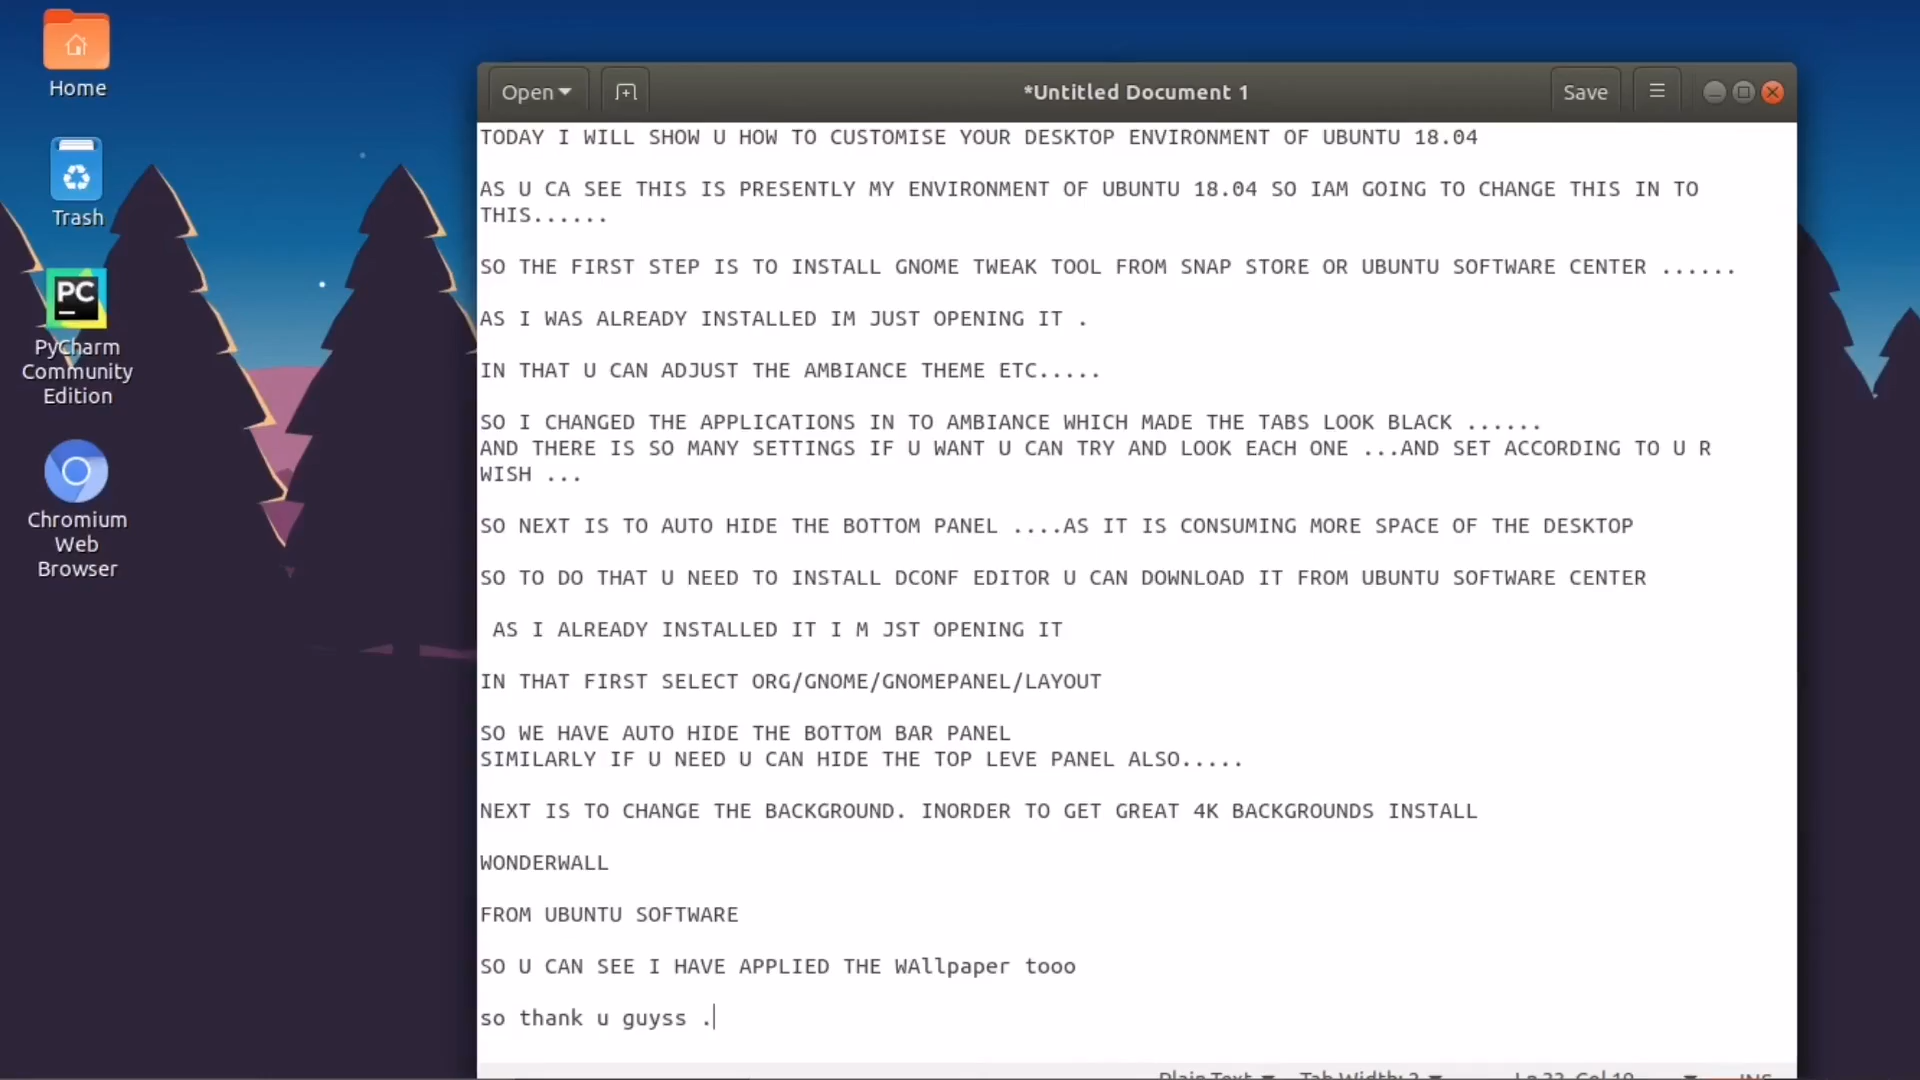 Home
Trash
PC
PyCharm
Community
Edition
Chromium
Web
Browser
Open
*Untitled Document 1
Save
TODAY I WILL SHOW U HOW TO CUSTOMISE YOUR DESKTOP ENVIRONMENT OF UBUNTU 18.04
AS U CA SEE THIS IS PRESENTLY MY ENVIRONMENT OF UBUNTU 18.04 SO IAM GOING TO CHANGE THIS IN TO
THIS......
SO THE FIRST STEP IS TO INSTALL GNOME TWEAK TOOL FROM SNAP STORE OR UBUNTU SOFTWARE CENTER ......
AS I WAS ALREADY INSTALLED IM JUST OPENING IT .
IN THAT U CAN ADJUST THE AMBIANCE THEME ETC.....
SO I CHANGED THE APPLICATIONS IN TO AMBIANCE WHICH MADE THE TABS LOOK BLACK ......
AND THERE IS SO MANY SETTINGS IF U WANT U CAN TRY AND LOOK EACH ONE ...AND SET ACCORDING TO U R
WISH ...
SO NEXT IS TO AUTO HIDE THE BOTTOM PANEL ....AS IT IS CONSUMING MORE SPACE OF THE DESKTOP
SO TO DO THAT U NEED TO INSTALL DCONF EDITOR U CAN DOWNLOAD IT FROM UBUNTU SOFTWARE CENTER
AS I ALREADY INSTALLED IT I M JST OPENING IT
IN THAT FIRST SELECT ORG/GNOME/GNOMEPANEL/LAYOUT
SO WE HAVE AUTO HIDE THE BOTTOM BAR PANEL
SIMILARLY IF U NEED U CAN HIDE THE TOP LEVE PANEL ALSO.....
NEXT IS TO CHANGE THE BACKGROUND. INORDER TO GET GREAT 4K BACKGROUNDS INSTALL
WONDERWALL
FROM UBUNTU SOFTWARE
SO U CAN SEE I HAVE APPLIED THE WAllpaper tooo
so thank u guyss .
Plain Text